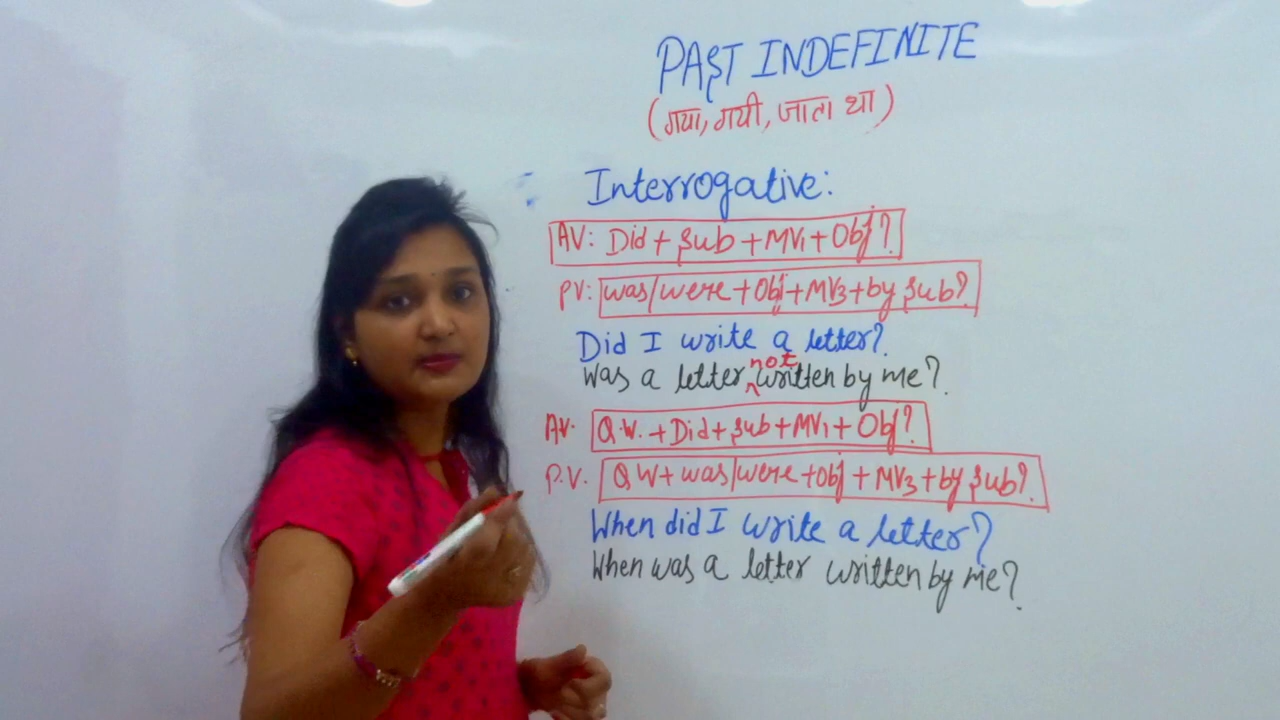 PAST INDEFINITE
(गया, गयी, जाता था)
Interrogative:
AV: Did + Sub + MV1 + Obj?
PV: was/were + Obj + MV3 + by Sub?
Did I write a letter?
not
Was a letter ^ written by me?
AV. Q.W. + Did + Sub + MV1 + Obj?
P.V. Q W + was/were + Obj + MV3 + by Sub?
When did I write a letter?
When was a letter written by me?